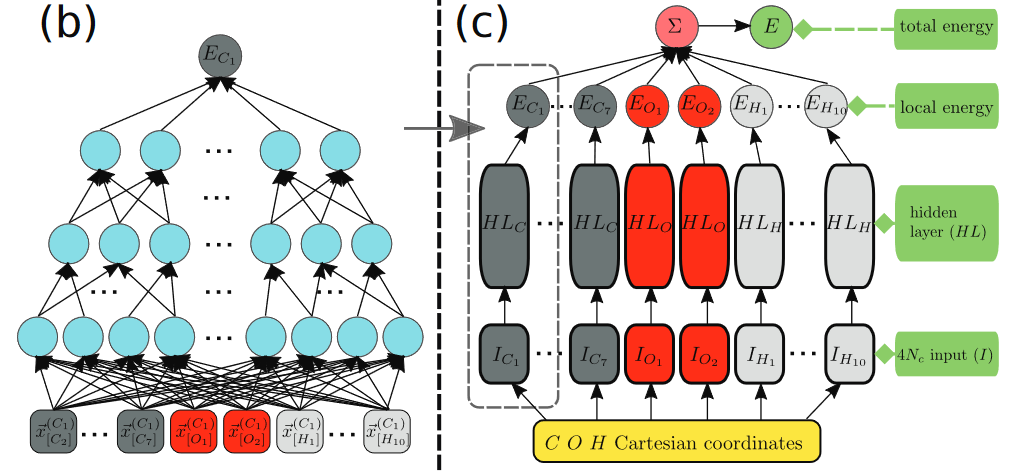 (b)
E_{C_1}
...
...
...
... ... ...
...
\vec{x}^{(C_1)}_{[C_2]} ... \vec{x}^{(C_1)}_{[C_7]} \vec{x}^{(C_1)}_{[O_1]} \vec{x}^{(C_1)}_{[O_2]} \vec{x}^{(C_1)}_{[H_1]} ... \vec{x}^{(C_1)}_{[H_{10}]}
(c)
Σ E total energy
E_{C_1} ... E_{C_7} E_{O_1} E_{O_2} E_{H_1} ... E_{H_{10}} local energy
HL_C ... HL_C HL_O HL_O HL_H ... HL_H hidden
layer (HL)
I_{C_1} ... I_{C_7} I_{O_1} I_{O_2} I_{H_1} ... I_{H_{10}} 4N_c input (I)
C O H Cartesian coordinates